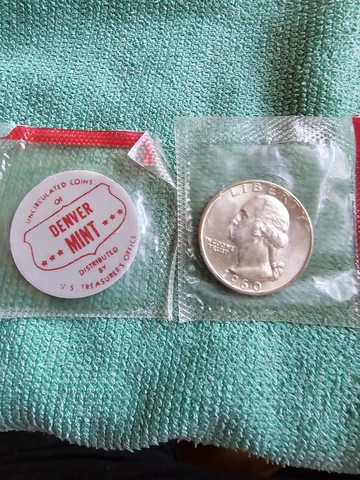 UNCIRCULATED COINS
OF
DENVER
MINT
DISTRIBUTED
BY
U S TREASURER'S OFFICE
LIBERTY
IN GOD WE
TRUST
1960